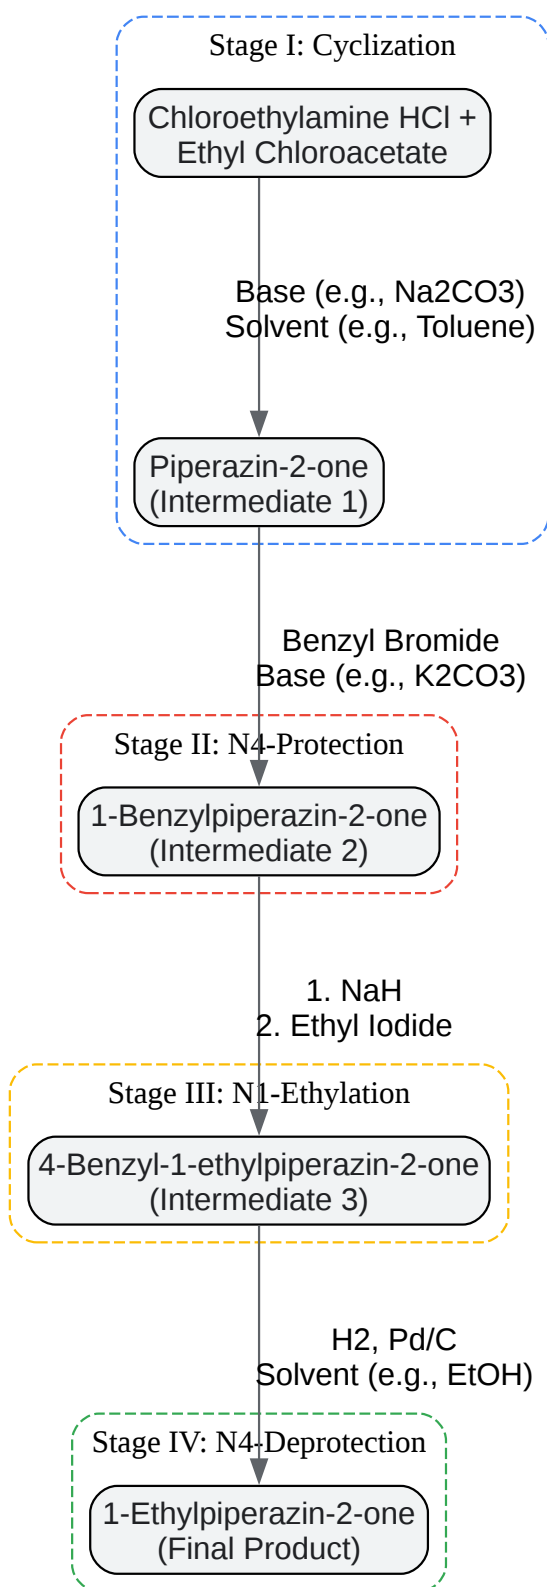 Stage I: Cyclization
Chloroethylamine HCl +
Ethyl Chloroacetate
Base (e.g., Na2CO3)
Solvent (e.g., Toluene)
Piperazin-2-one
(Intermediate 1)
Benzyl Bromide
Base (e.g., K2CO3)
Stage II: N4-Protection
1-Benzylpiperazin-2-one
(Intermediate 2)
1. NaH
2. Ethyl Iodide
Stage III: N1-Ethylation
4-Benzyl-1-ethylpiperazin-2-one
(Intermediate 3)
H2, Pd/C
Solvent (e.g., EtOH)
Stage IV: N4-Deprotection
1-Ethylpiperazin-2-one
(Final Product)